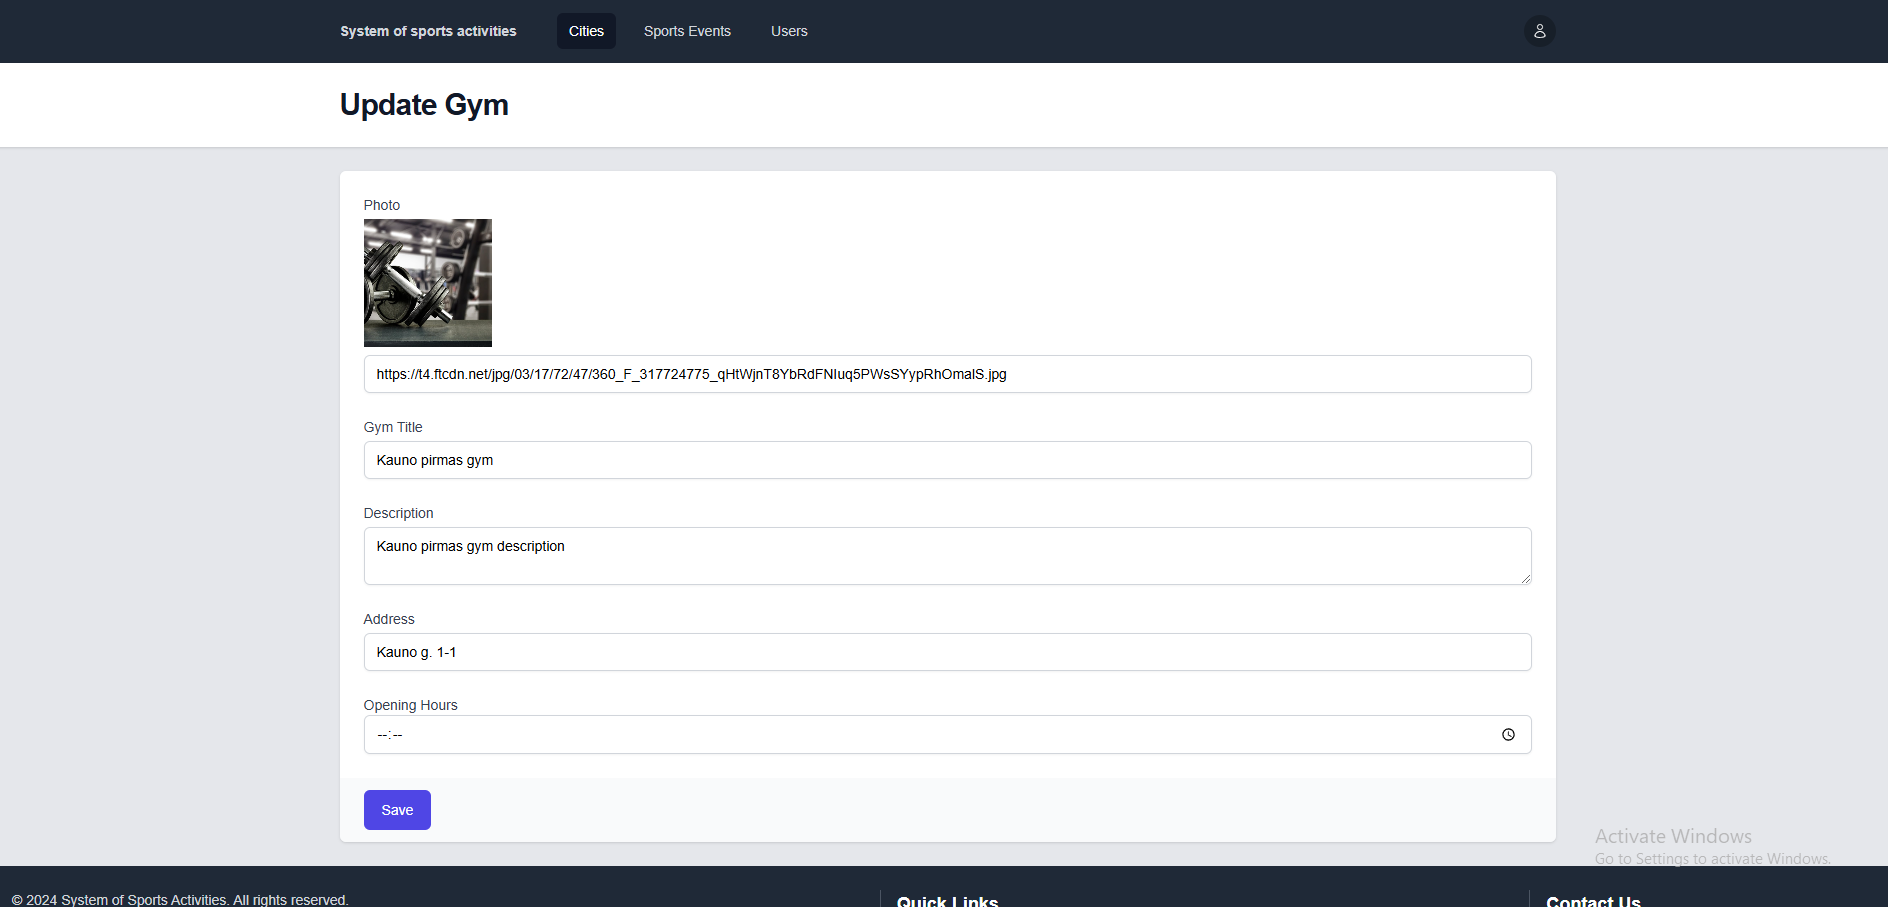 System of sports activities
Cities
Sports Events
Users
Update Gym
Photo
https://t4.ftcdn.net/jpg/03/17/72/47/360_F_317724775_qHtWjnT8YbRdFNIuq5PWsSYypRhOmalS.jpg
Gym Title
Kauno pirmas gym
Description
Kauno pirmas gym description
Address
Kauno g. 1-1
Opening Hours
--:--
Save
Activate Windows
Go to Settings to activate Windows.
© 2024 System of Sports Activities. All rights reserved.
Quick Links
Contact Us